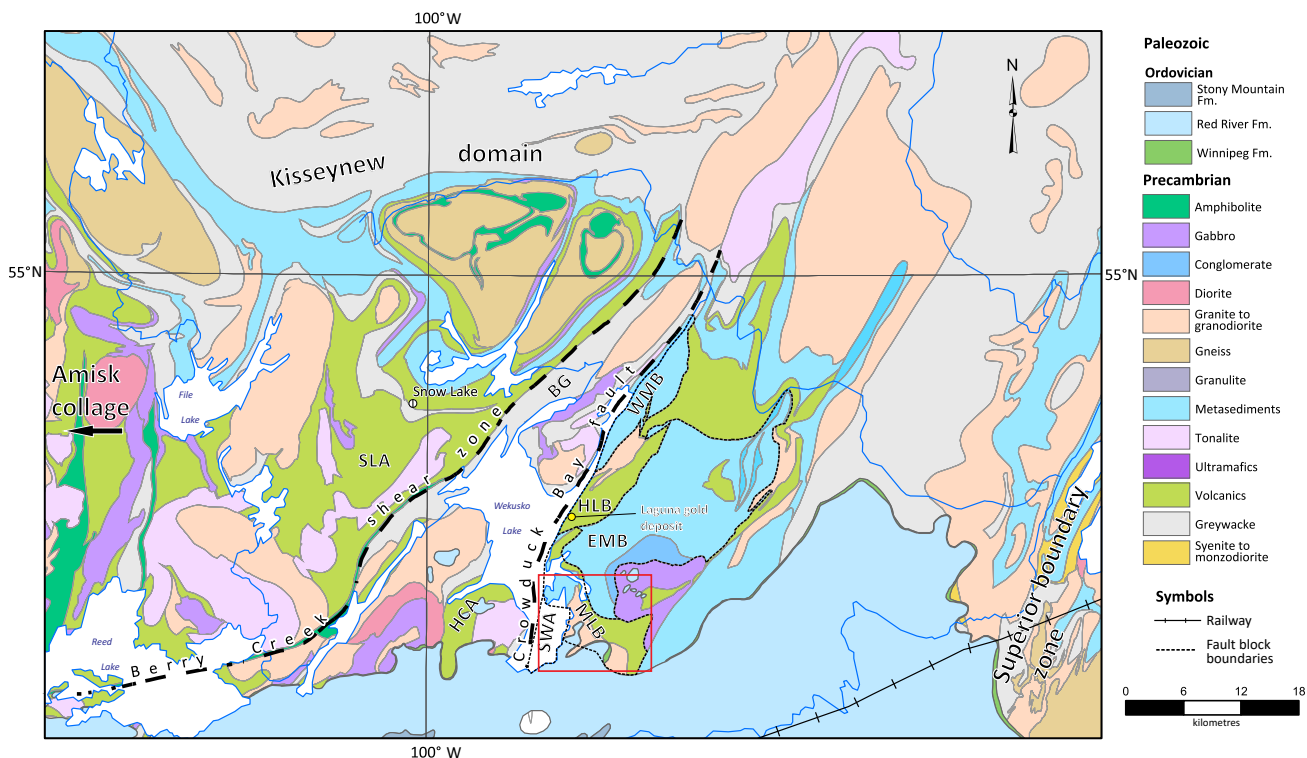 100°W
Kisseynew domain
N
55°N
55°N
Amisk
collage
File
Lake
Snow Lake
BG
WMB
SLA
Wekusko
Lake
HLB
Laguna gold
deposit
EMB
HCA
SWA
MLB
Reed
Lake
Berry Creek shear zone
Crowduck Bay fault
Superior boundary
zone
100° W
Paleozoic
Ordovician
Stony Mountain
Fm.
Red River Fm.
Winnipeg Fm.
Precambrian
Amphibolite
Gabbro
Conglomerate
Diorite
Granite to
granodiorite
Gneiss
Granulite
Metasediments
Tonalite
Ultramafics
Volcanics
Greywacke
Syenite to
monzodiorite
Symbols
Railway
Fault block
boundaries
0 6 12 18
kilometres